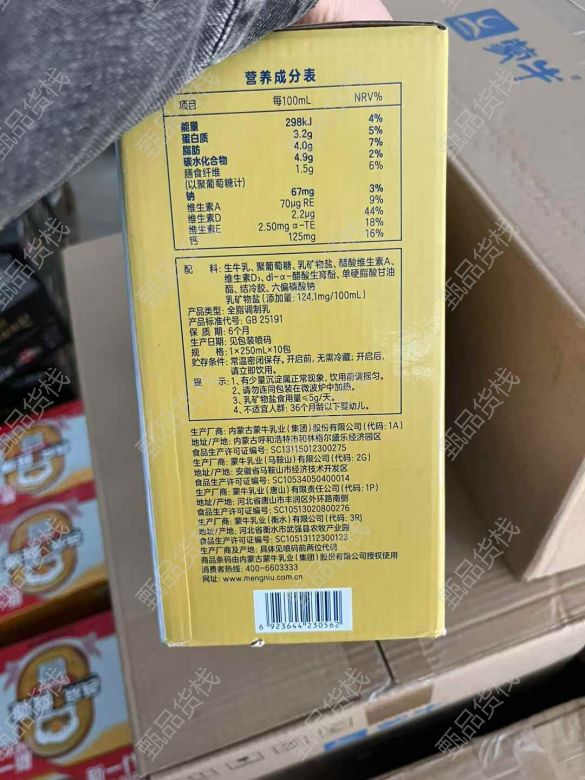 蒙牛
营养成分表
项目 每100mL NRV%
能量 298kJ 4%
蛋白质 3.2g 5%
脂肪 4.0g 7%
碳水化合物 4.9g 2%
膳食纤维 1.5g 6%
(以聚葡萄糖计)
钠 67mg 3%
维生素A 70μg RE 9%
维生素D 2.2μg 44%
维生素E 2.50mg α-TE 18%
钙 125mg 16%
配 料:生牛乳、聚葡萄糖、乳矿物盐、醋酸维生素A、
维生素D₃、dl-α-醋酸生育酚、单硬脂酸甘油
酯、结冷胶、六偏磷酸钠
乳矿物盐(添加量:124.1mg/100mL)
产品类型:全脂调制乳
产品标准代号:GB 25191
保 质 期:6个月
生产日期:见包装喷码
规 格:1×250mL×10包
贮存条件:常温密闭保存。开启前,无需冷藏;开启后,
请立即饮用。
提 示:1、有少量沉淀属正常现象,饮用前请摇匀。
2、请勿连同包装在微波炉中加热。
3、乳矿物盐食用量≤5g/天。
4、不适宜人群:36个月龄以下婴幼儿。
生产厂商:内蒙古蒙牛乳业(集团)股份有限公司(代码:1A)
地址/产地:内蒙古呼和浩特市和林格尔盛乐经济园区
食品生产许可证编号:SC13115012300275
生产厂商:蒙牛乳业(马鞍山)有限公司(代码:2G)
地址/产地:安徽省马鞍山市经济技术开发区
食品生产许可证编号:SC10534050400014
生产厂商:蒙牛乳业(唐山)有限责任公司(代码:1P)
地址/产地:河北省唐山市丰润区外环路南侧
食品生产许可证编号:SC10513020800276
生产厂商:蒙牛乳业(衡水)有限公司(代码:3R)
地址/产地:河北省衡水市武强县农牧产业园
食品生产许可证编号:SC10513112300123
生产厂商及产地:具体见喷码前两位代码
商品条码由内蒙古蒙牛乳业(集团)股份有限公司授权使用
消费者热线:400-6603333
网址:www.mengniu.com.cn
6 923644 230562
甄品货栈